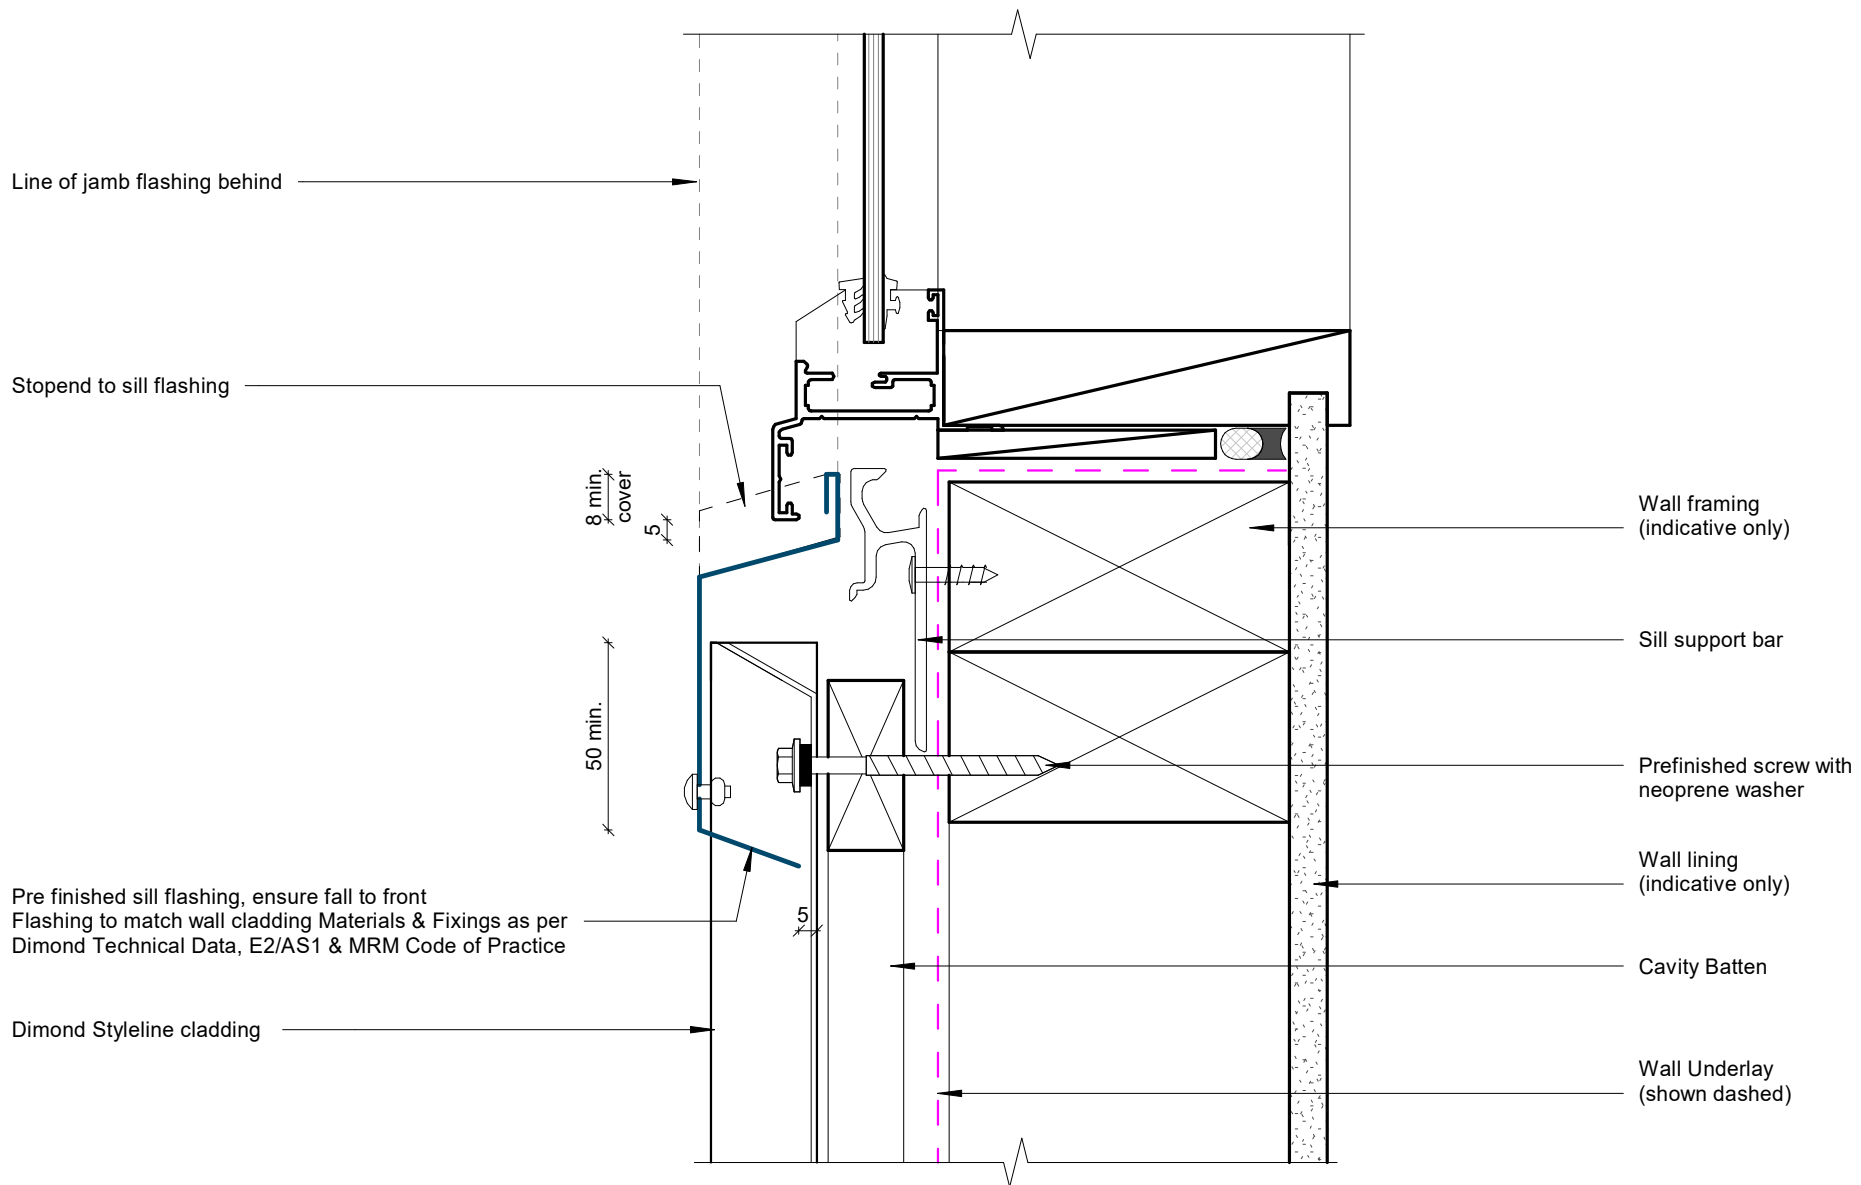 Line of jamb flashing behind
Stopend to sill flashing
8 min.
cover
5
50 min.
Pre finished sill flashing, ensure fall to front
Flashing to match wall cladding Materials & Fixings as per
Dimond Technical Data, E2/AS1 & MRM Code of Practice
5
Dimond Styleline cladding
Wall framing
(indicative only)
Sill support bar
Prefinished screw with
neoprene washer
Wall lining
(indicative only)
Cavity Batten
Wall Underlay
(shown dashed)